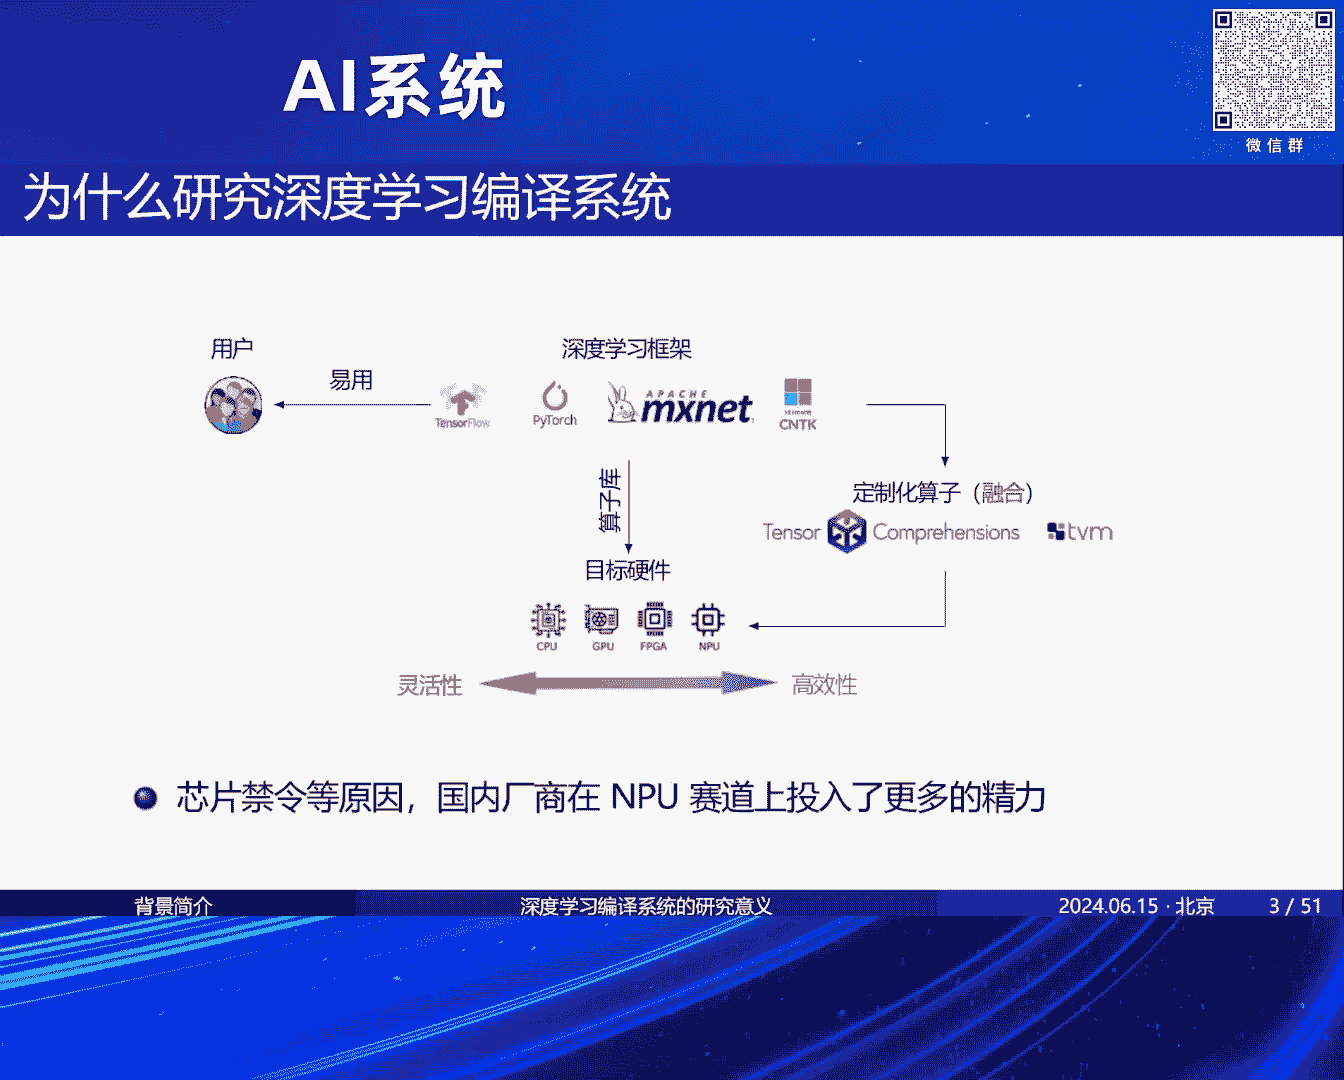 AI系统
微信群
为什么研究深度学习编译系统
用户
深度学习框架
易用
TensorFlow
PyTorch
APACHE
mxnet
Microsoft
CNTK
算子库
定制化算子（融合）
Tensor Comprehensions
tvm
目标硬件
CPU GPU FPGA NPU
灵活性
高效性
芯片禁令等原因，国内厂商在 NPU 赛道上投入了更多的精力
背景简介
深度学习编译系统的研究意义
2024.06.15 · 北京
3 / 51